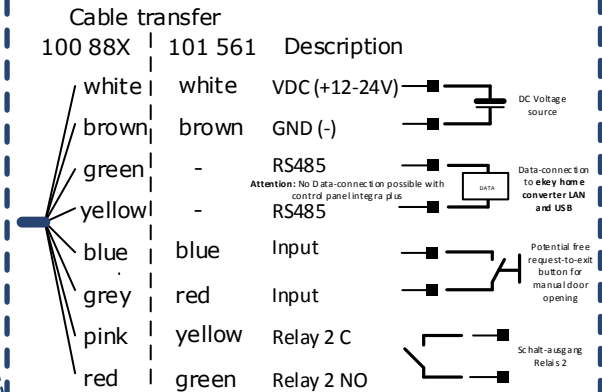 Cable transfer
100 88X 101 561 Description
white white VDC (+12-24V)
DC Voltage
source
brown brown GND (-)
green - RS485
Attention: No Data-connection possible with
control panel integra plus
DATA
Data-connection
to ekey home
converter LAN
and USB
yellow - RS485
blue blue Input
Potential free
request-to-exit
button for
manual door
opening
grey red Input
pink yellow Relay 2 C
Schalt-ausgang
Relais 2
red green Relay 2 NO